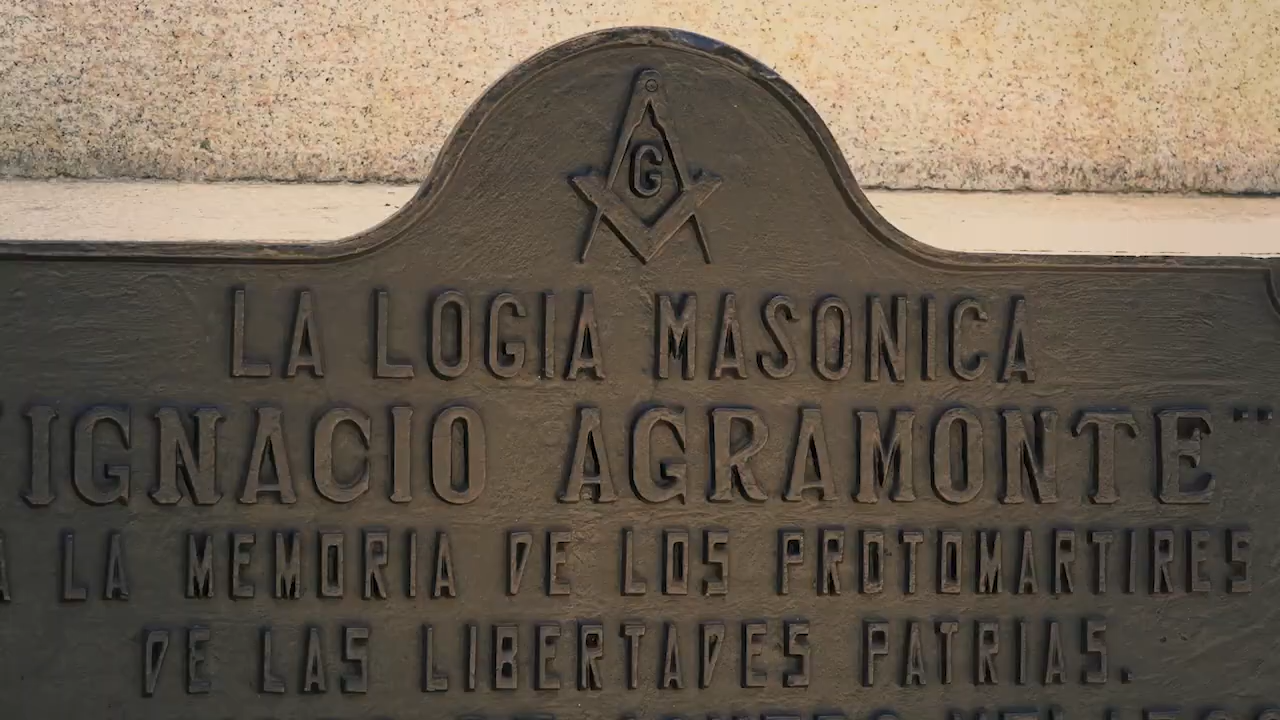 G
LA LOGIA MASONICA
"IGNACIO AGRAMONTE"
A LA MEMORIA DE LOS PROTOMARTIRES
DE LAS LIBERTADES PATRIAS.